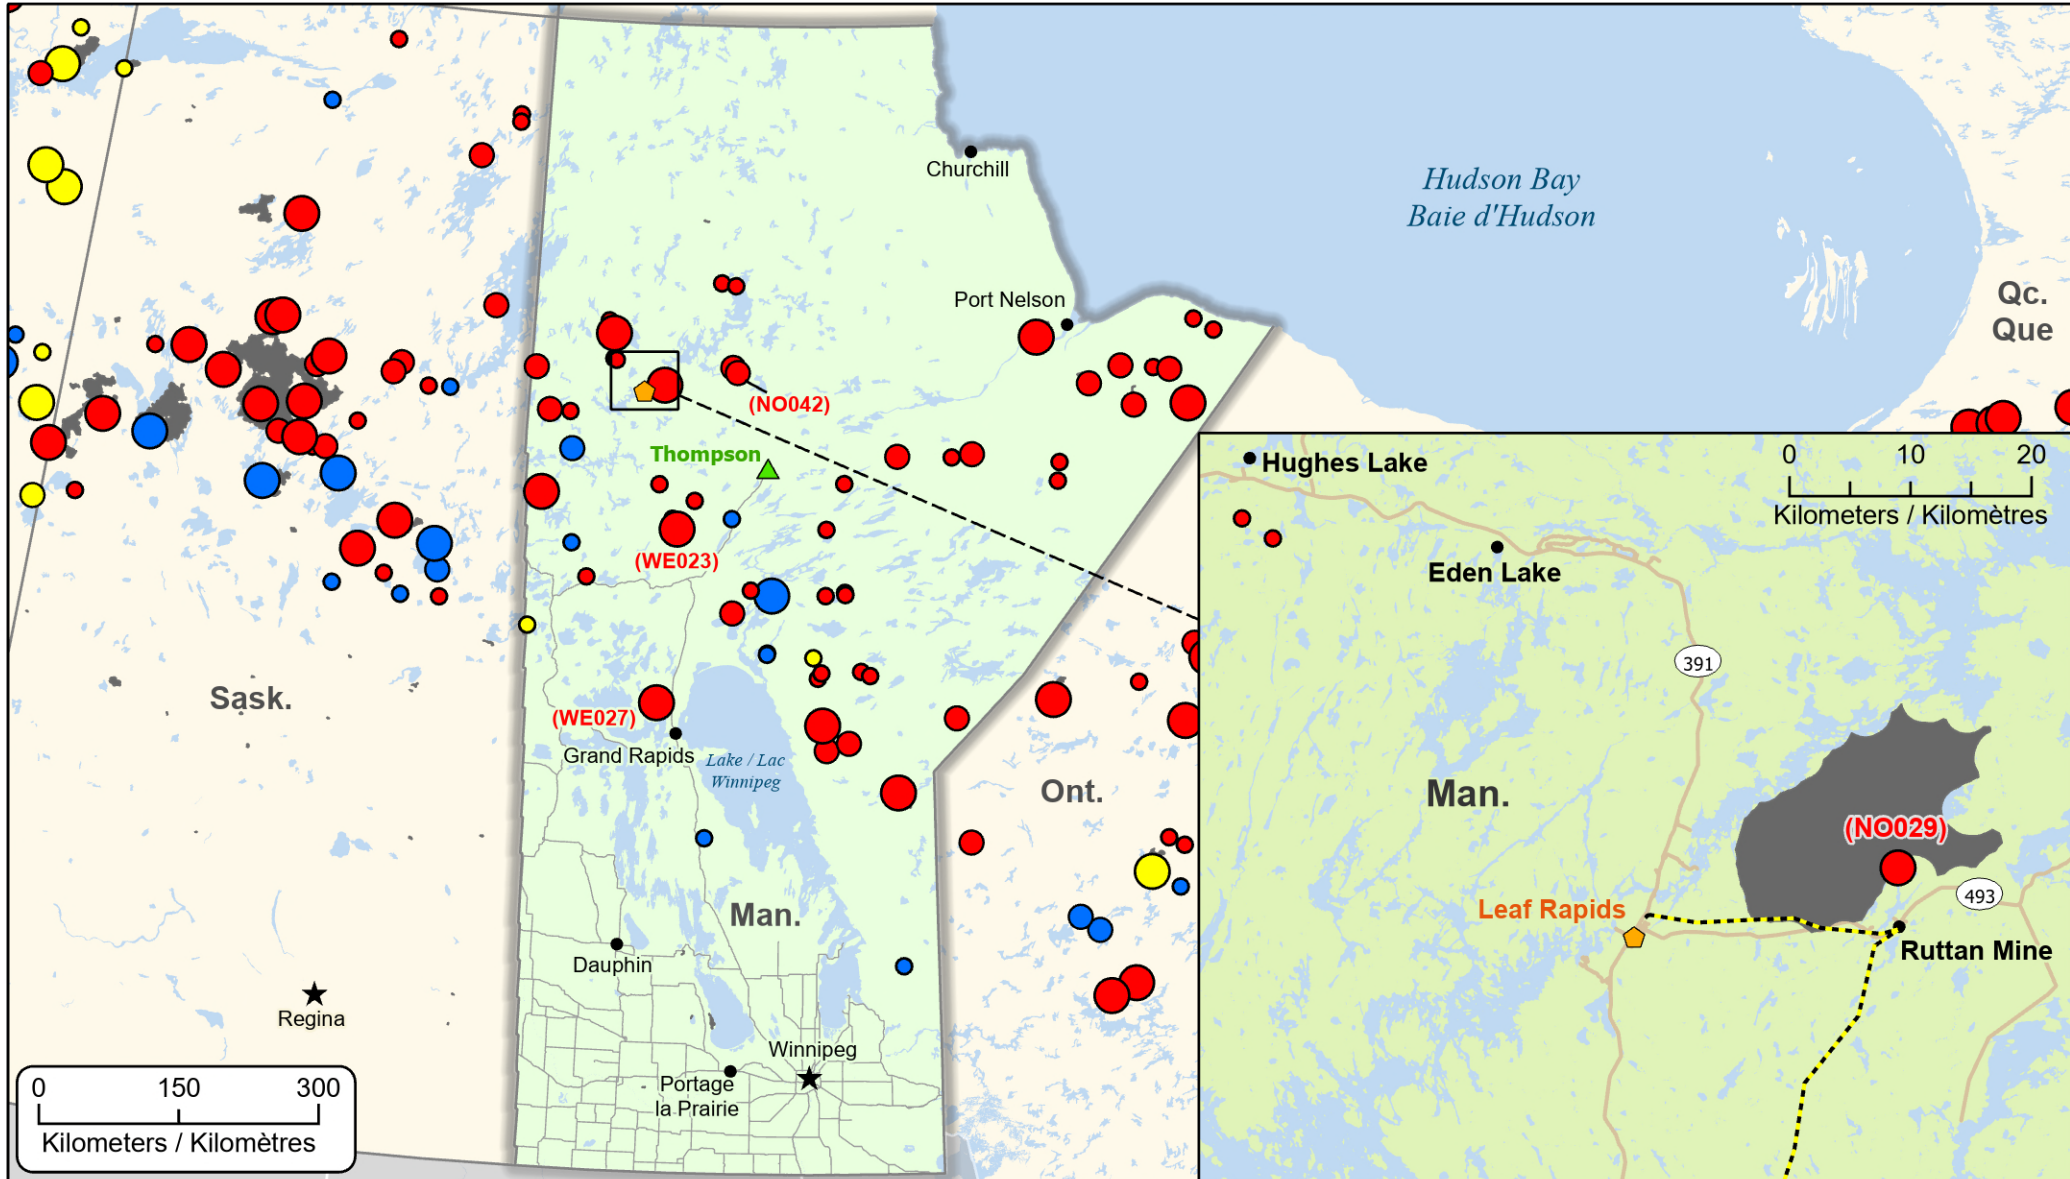 Churchill
Hudson Bay
Baie d'Hudson
Port Nelson
Qc.
Que
(NO042)
Thompson
(WE023)
Sask.
(WE027)
Grand Rapids
Lake / Lac
Winnipeg
Ont.
Man.
Dauphin
Regina
Winnipeg
Portage
la Prairie
0 150 300
Kilometers / Kilomètres
Hughes Lake
0 10 20
Kilometers / Kilomètres
Eden Lake
391
Man.
(NO029)
493
Leaf Rapids
Ruttan Mine